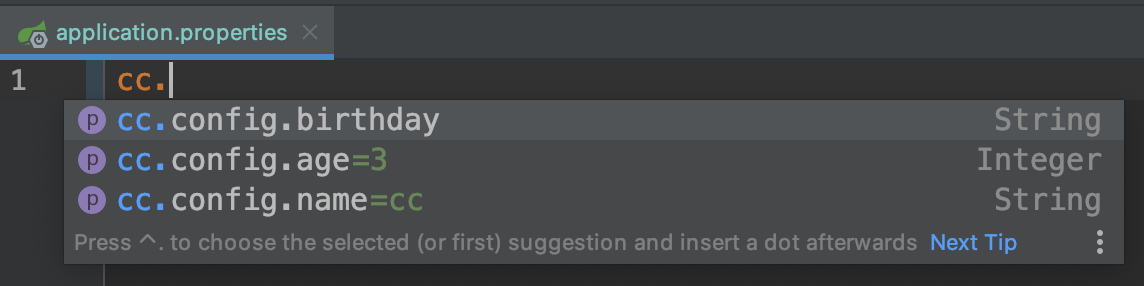 application.properties
1 cc.
p cc.config.birthday String
p cc.config.age=3 Integer
p cc.config.name=cc String
Press ^. to choose the selected (or first) suggestion and insert a dot afterwards Next Tip